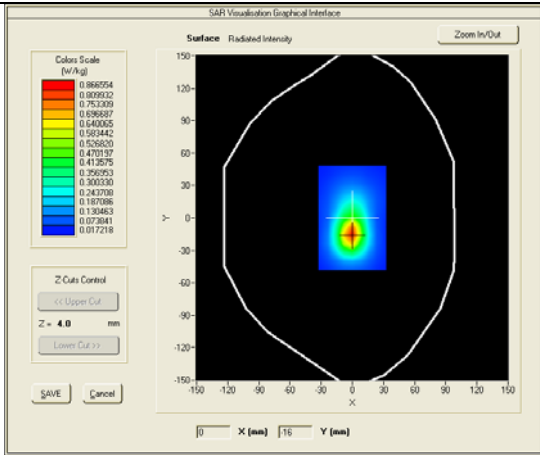 SAR Visualisation Graphical Interface
Surface Radiated Intensity
Zoom In/Out
Colors Scale
(W/kg)
0.866554
0.809932
0.753309
0.696687
0.640065
0.583442
0.526820
0.470197
0.413575
0.356953
0.300330
0.243708
0.187086
0.130463
0.073841
0.017218
150
120
90
60
30
0
-30
-60
-90
-120
-150
Y
-150 -120 -90 -60 -30 0 30 60 90 120 150
X
Z-Cuts Control
<< Upper Cut
Z = 4.0 mm
Lower Cut >>
SAVE Cancel
0 X (mm) -16 Y (mm)